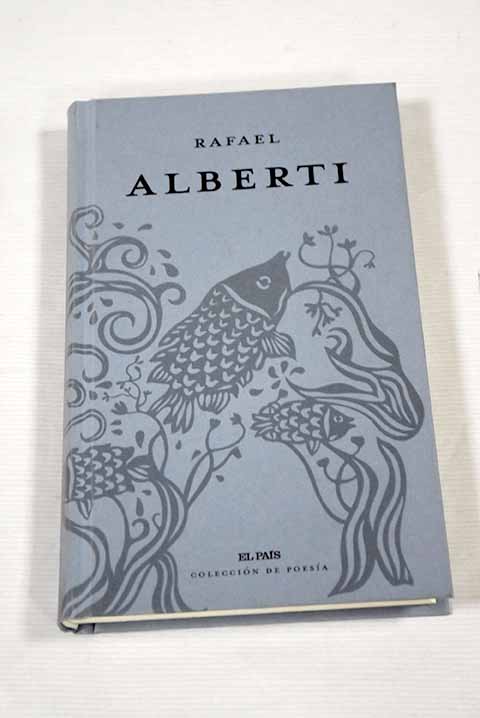 RAFAEL
ALBERTI
EL PAÍS
COLECCIÓN DE POESÍA